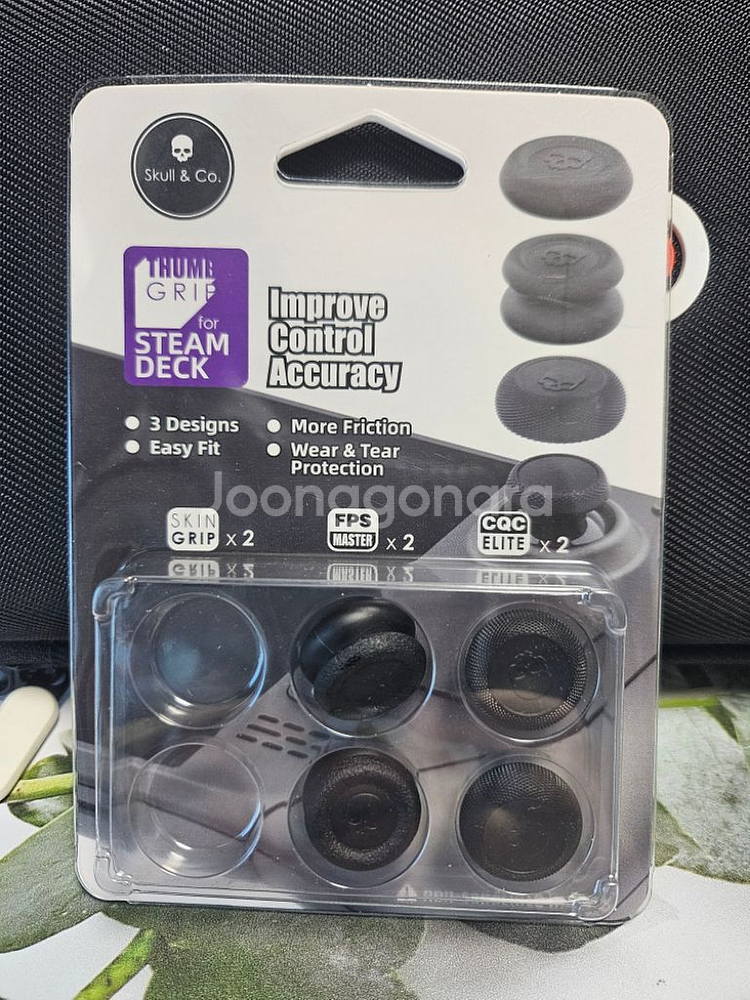 Skull & Co.
THUMB
GRIP
for
STEAM
DECK
Improve
Control
Accuracy
3 Designs
Easy Fit
More Friction
Wear & Tear
Protection
Joonggonara
SKIN
GRIP x 2
FPS
MASTER x 2
CQC
ELITE x 2